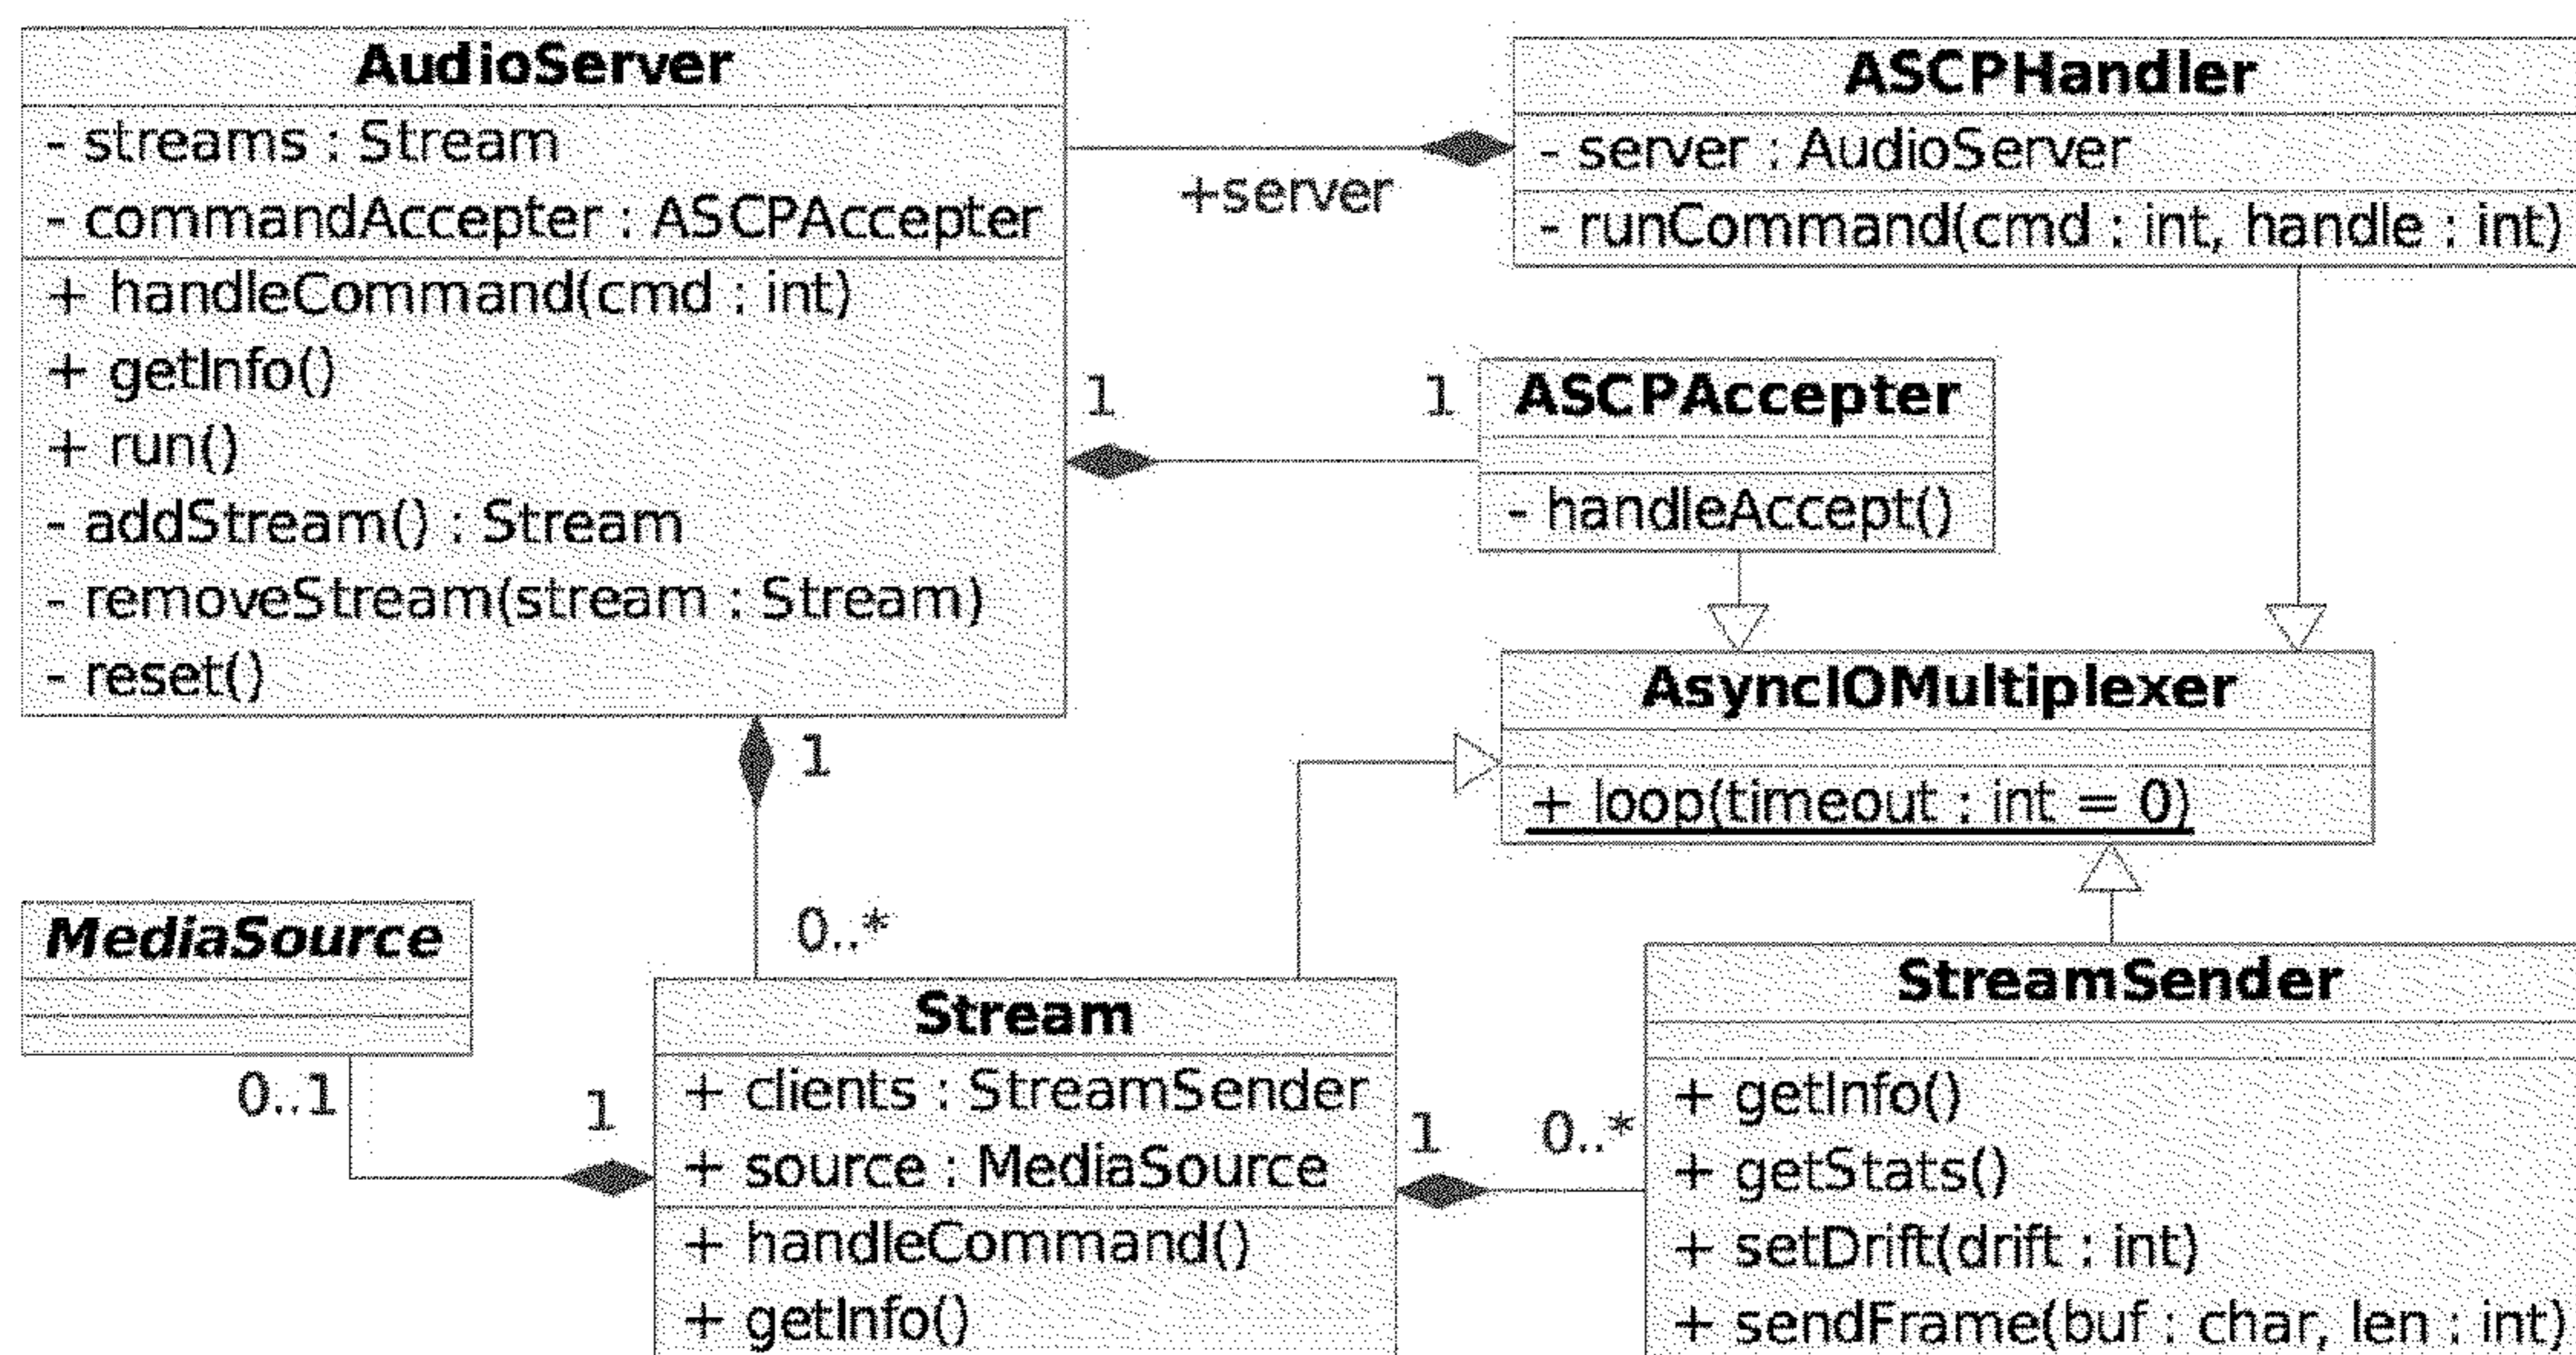 AudioServer
- streams : Stream
- commandAccepter : ASCPAccepter
+ handleCommand(cmd : int)
+ getInfo()
+ run()
- addStream() : Stream
- removeStream(stream : Stream)
- reset()
+server
ASCPHandler
- server : AudioServer
- runCommand(cmd : int, handle : int)
1
1
ASCPAccepter
- handleAccept()
AsyncIOMultiplexer
+ loop(timeout : int = 0)
1
0..*
MediaSource
0..1
1
Stream
+ clients : StreamSender
+ source : MediaSource
+ handleCommand()
+ getInfo()
1
0..*
StreamSender
+ getInfo()
+ getStats()
+ setDrift(drift : int)
+ sendFrame(buf : char, len : int)